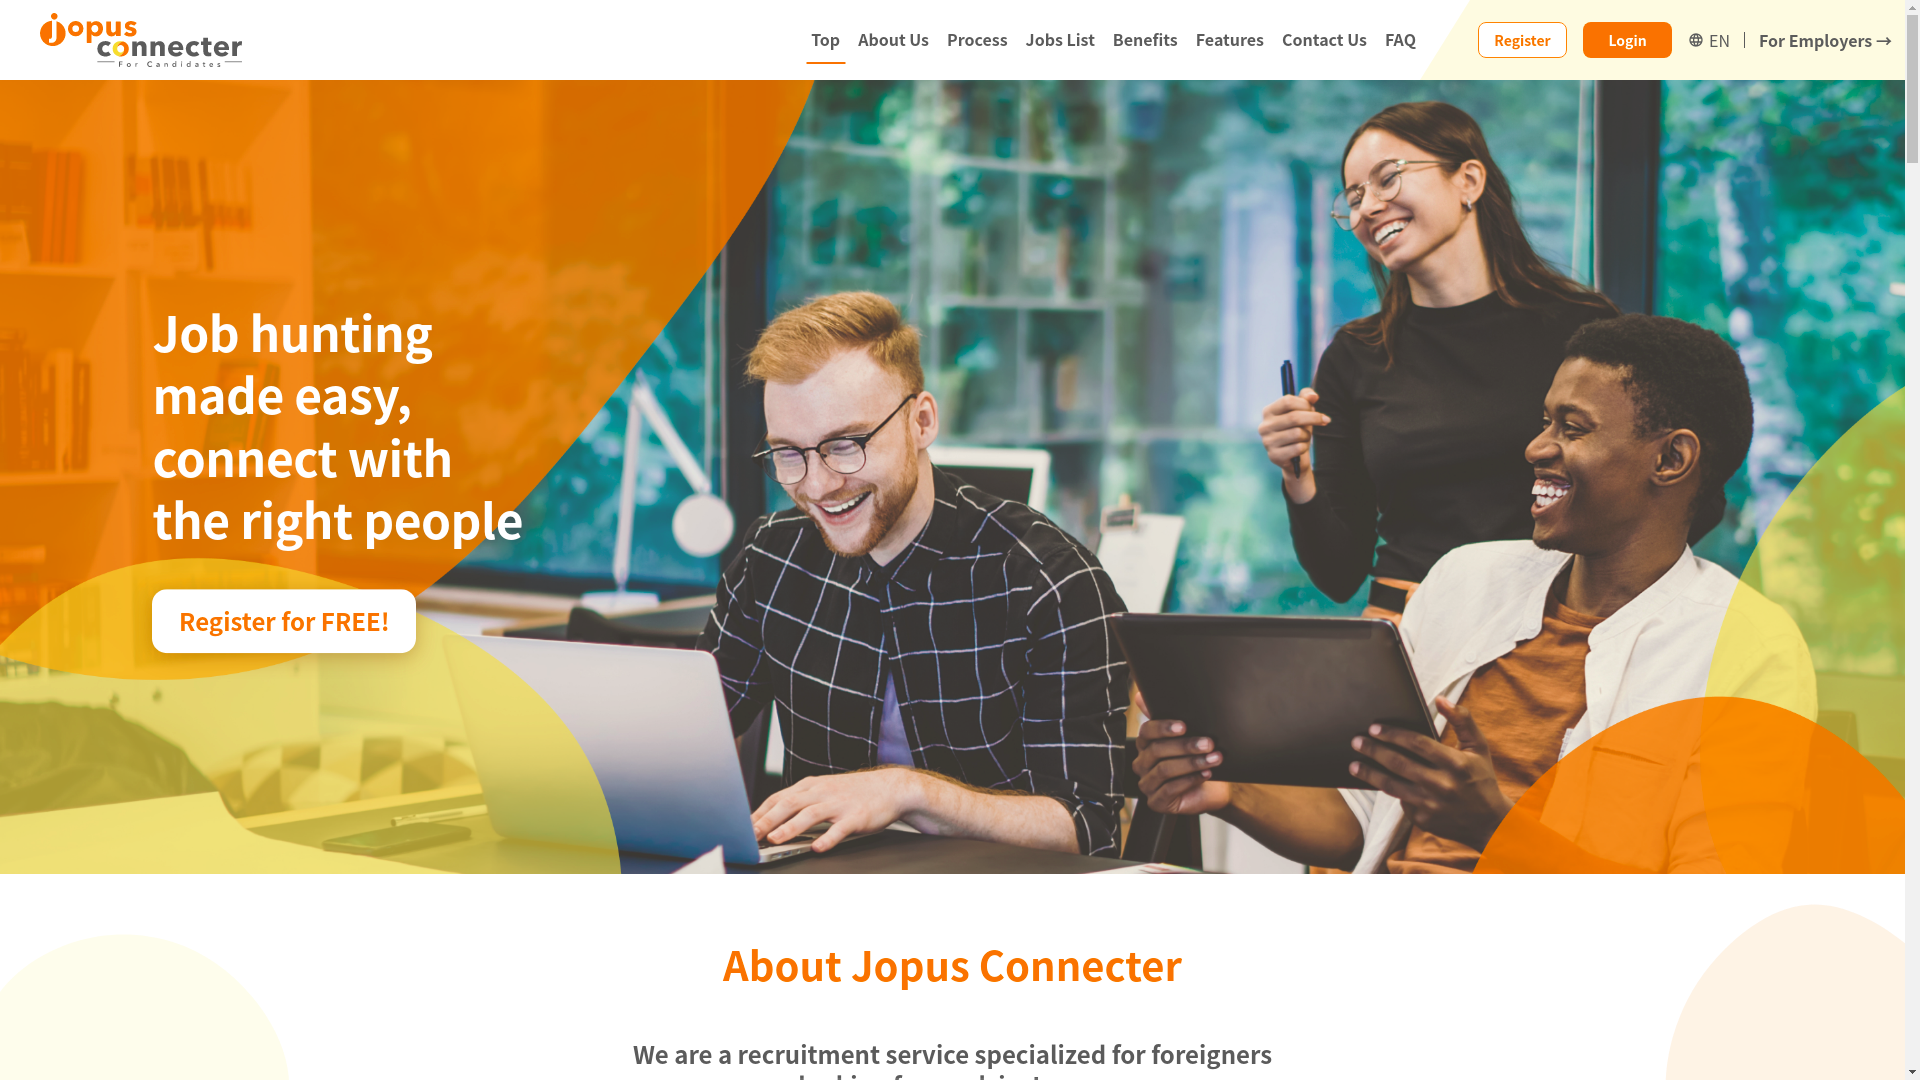 jopus
connecter
For Candidates
Top About Us Process Jobs List Benefits Features Contact Us FAQ Register Login EN For Employers →
Job hunting
made easy,
connect with
the right people
Register for FREE!
About Jopus Connecter
We are a recruitment service specialized for foreigners